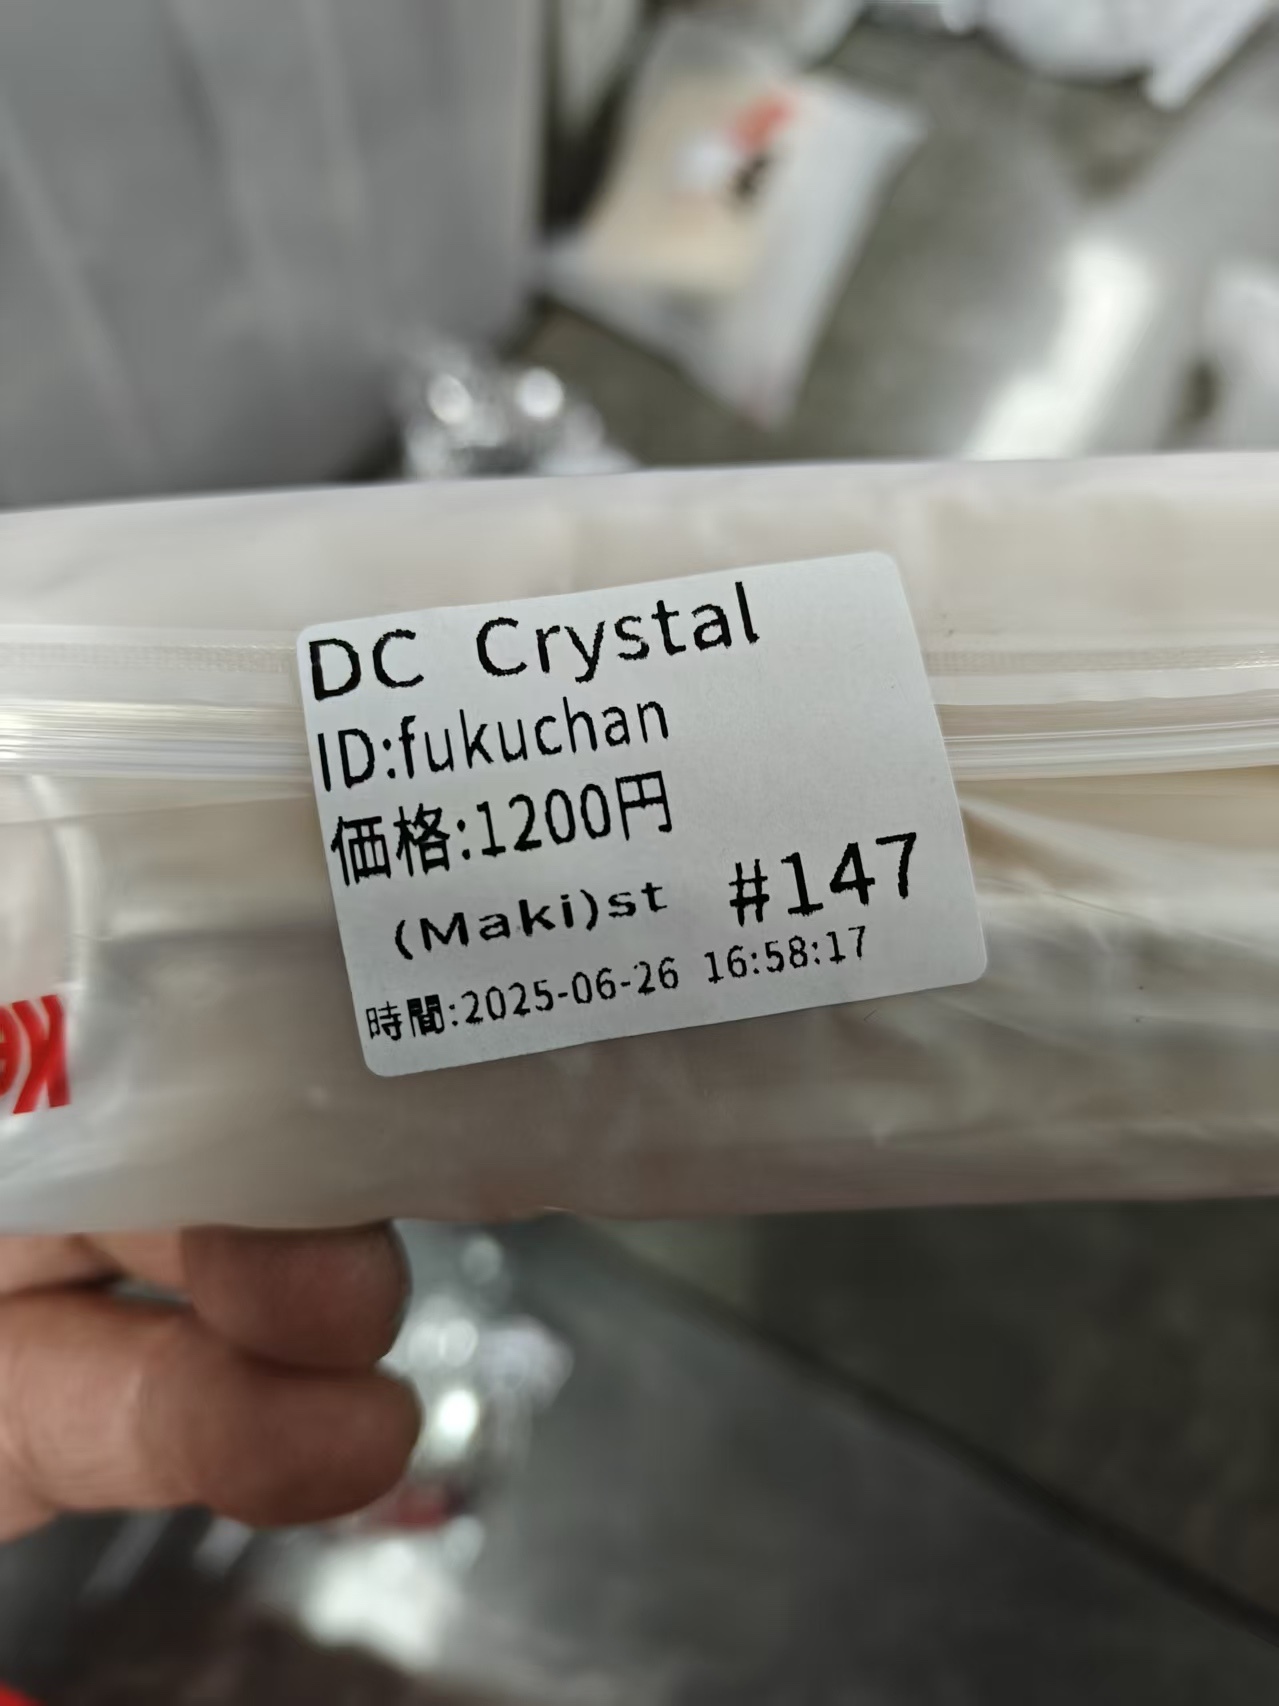 DC Crystal
ID:fukuchan
価格:1200円
(Maki)st #147
時間:2025-06-26 16:58:17